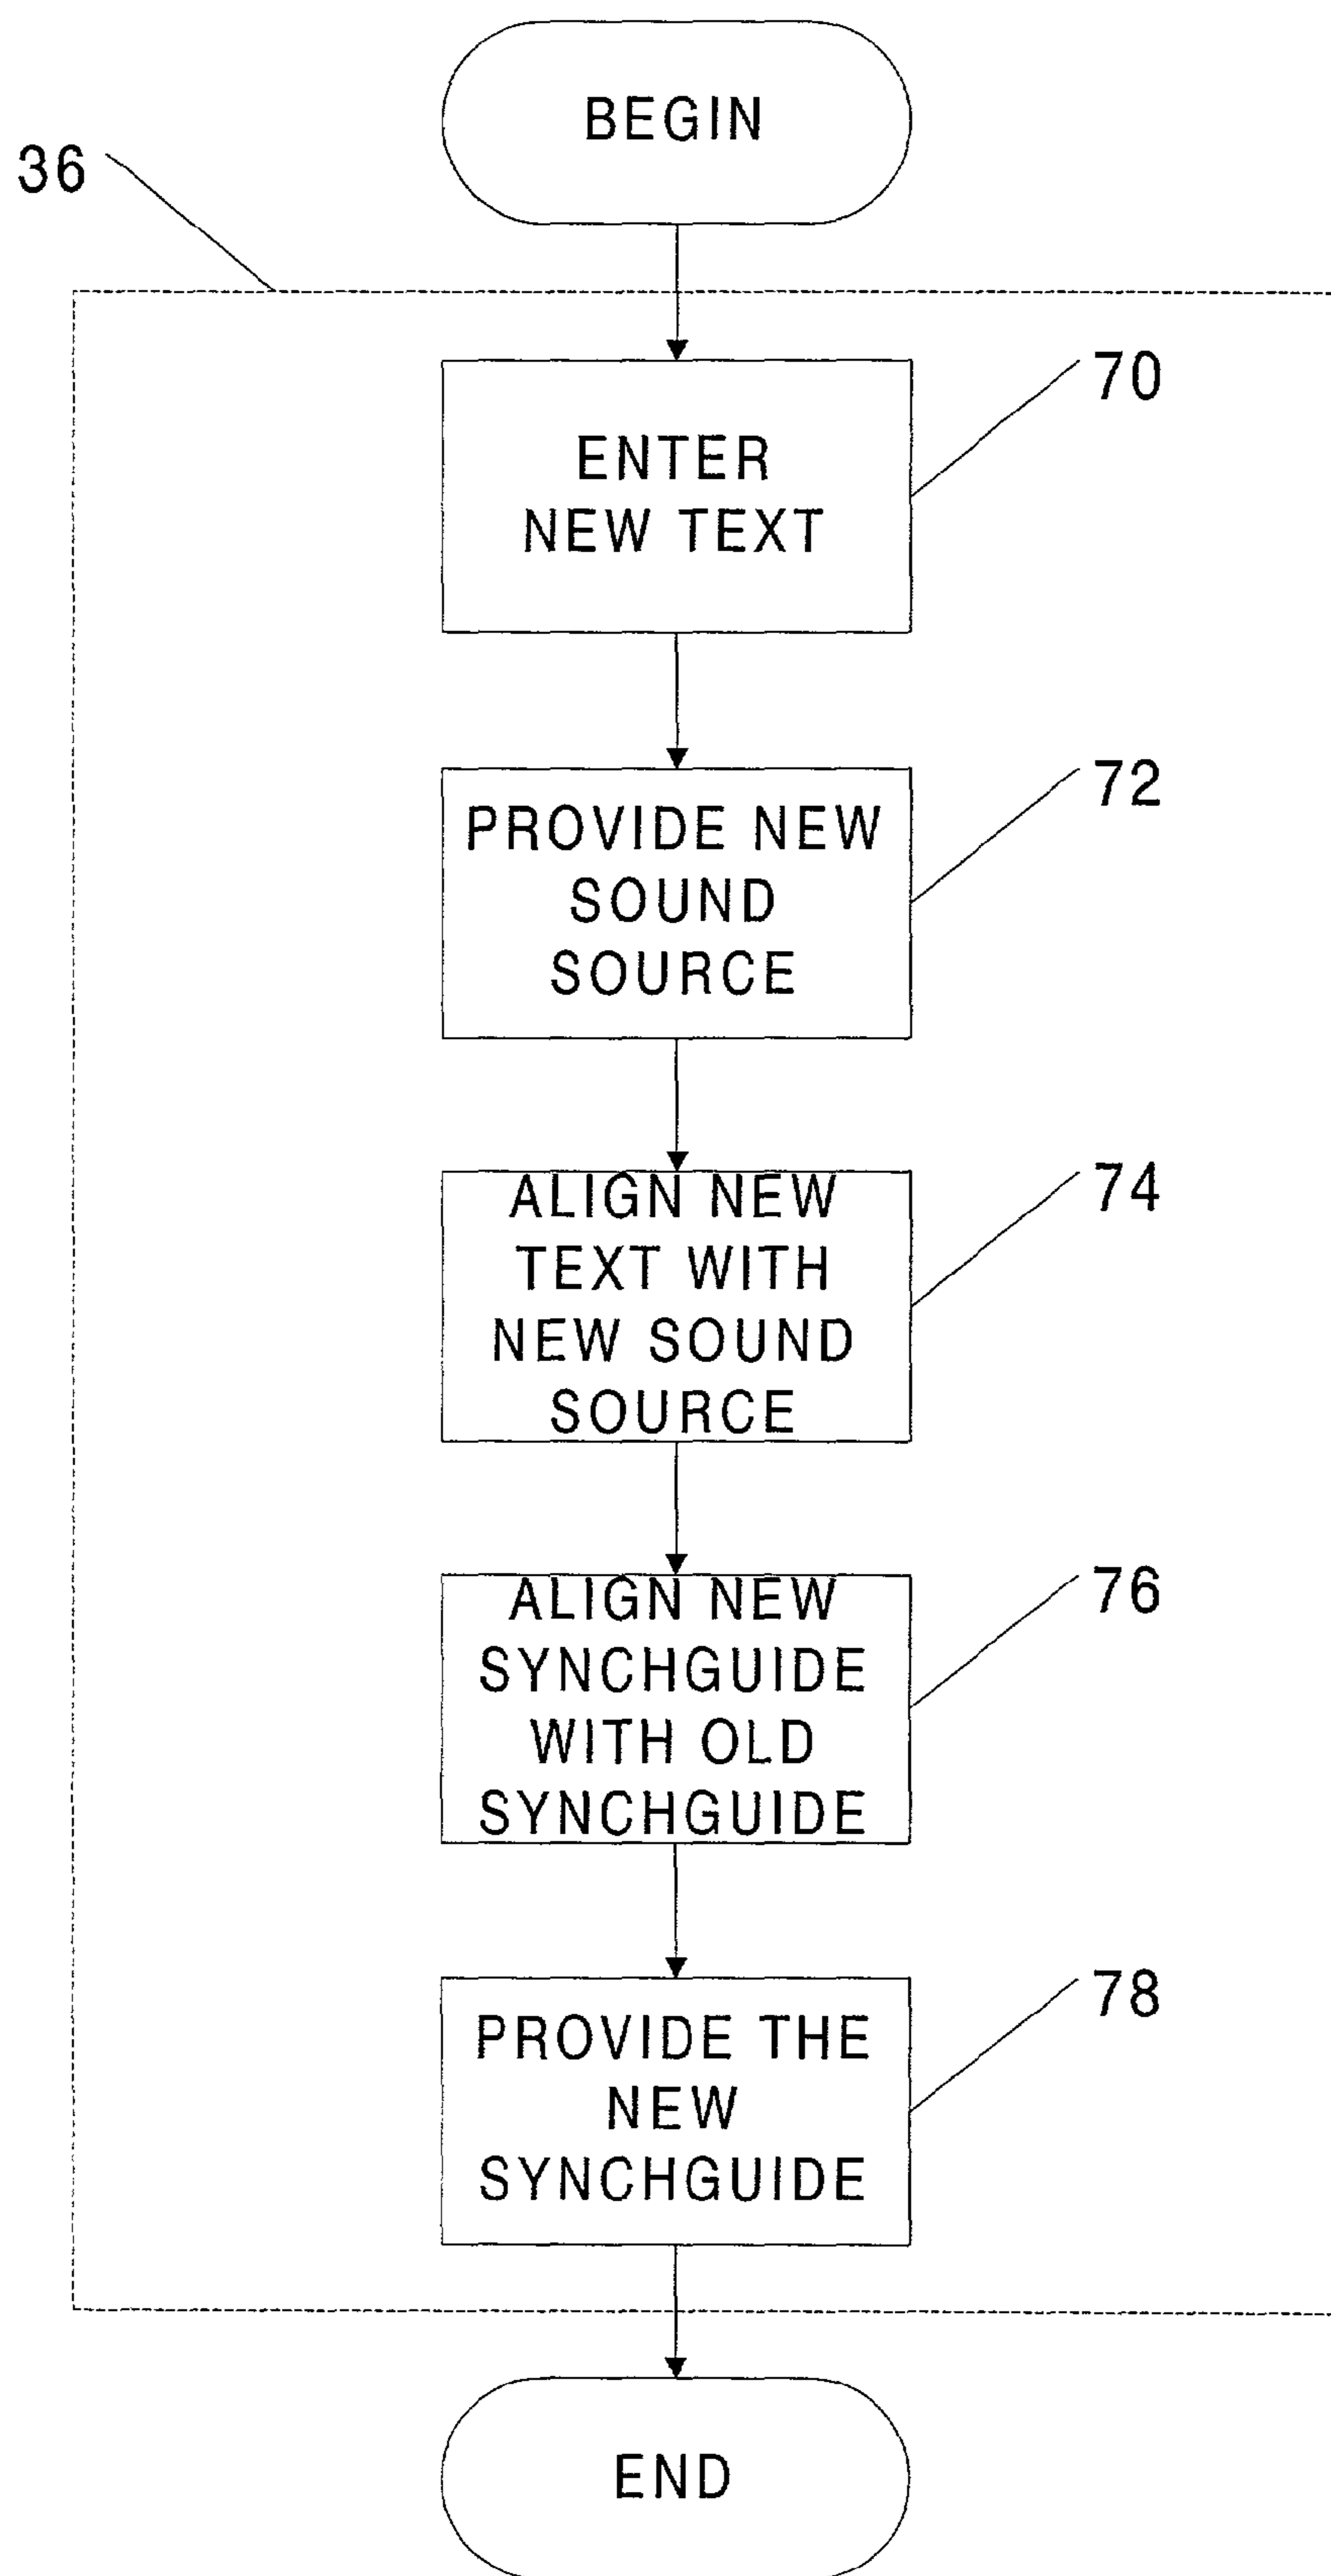 BEGIN
36
ENTER
NEW TEXT
70
PROVIDE NEW
SOUND
SOURCE
72
ALIGN NEW
TEXT WITH
NEW SOUND
SOURCE
74
ALIGN NEW
SYNCHGUIDE
WITH OLD
SYNCHGUIDE
76
PROVIDE THE
NEW
SYNCHGUIDE
78
END